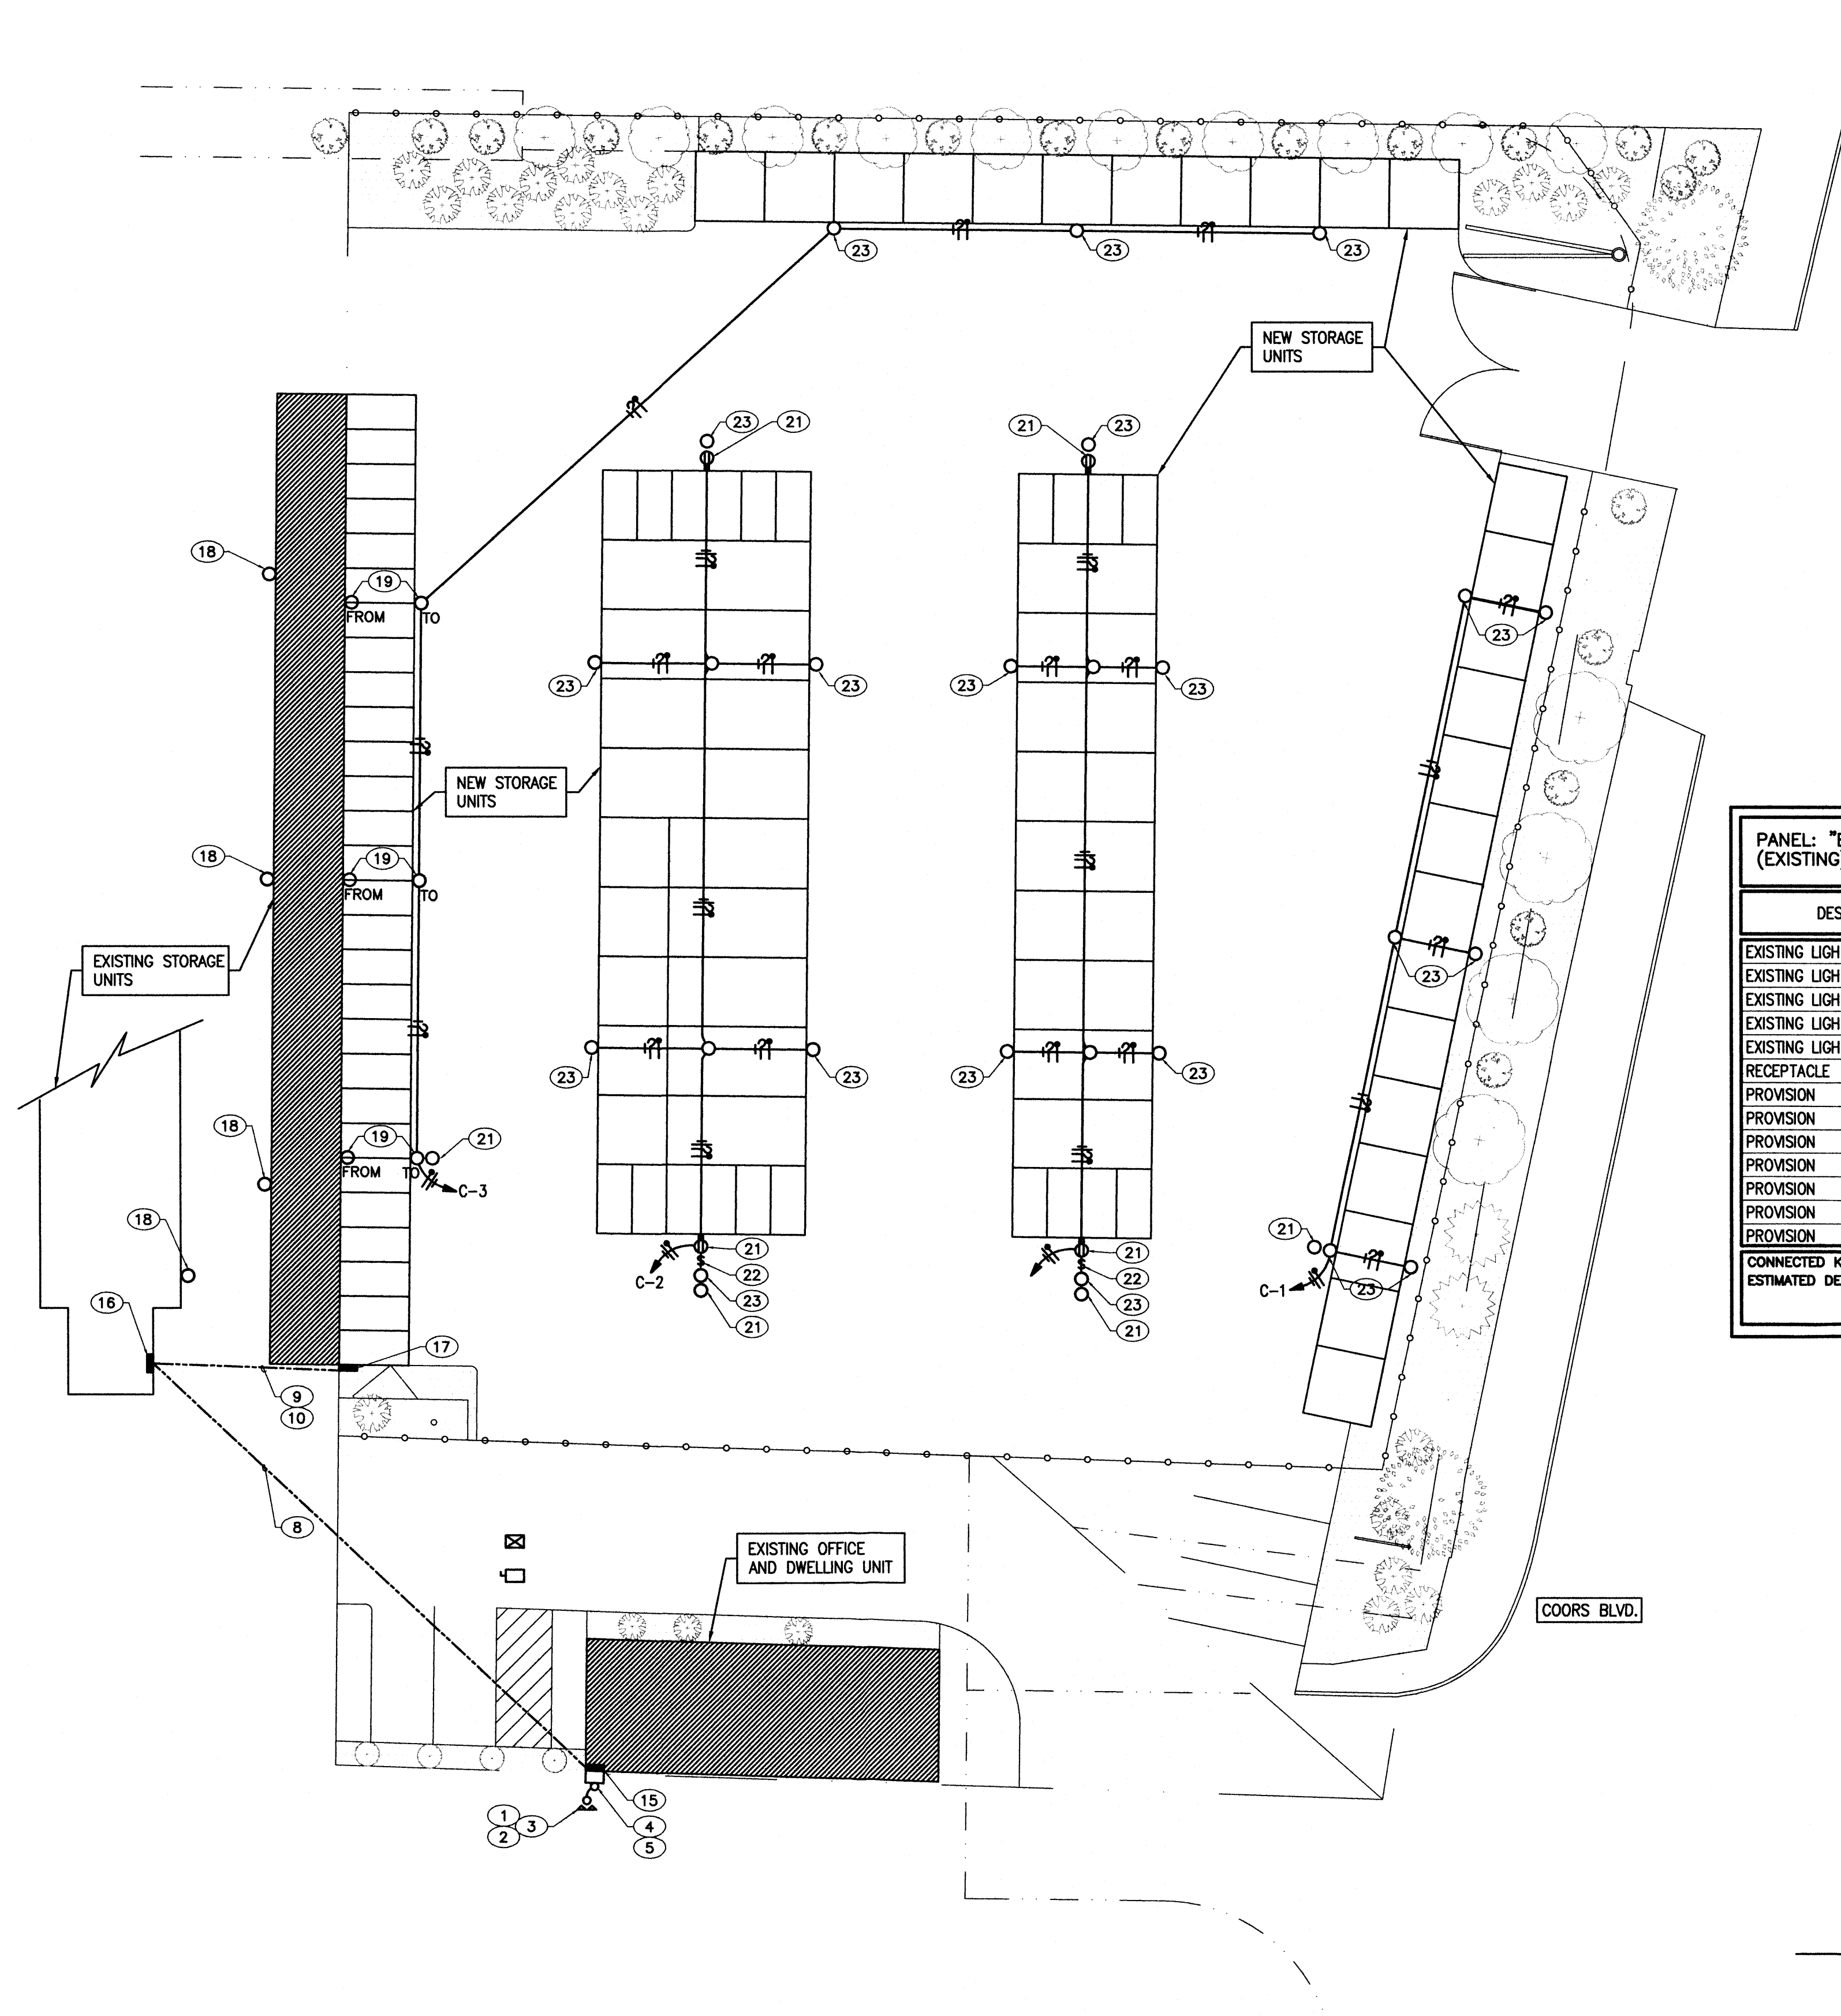 23
23
23
NEW STORAGE
UNITS
23
21
21
23
18
19
FROM
TO
23
23
23
23
23
23
NEW STORAGE
UNITS
18
19
FROM
TO
PANEL: "E
(EXISTING)
DES
EXISTING LIGH
EXISTING LIGH
EXISTING LIGH
EXISTING LIGH
EXISTING LIGH
RECEPTACLE
PROVISION
PROVISION
PROVISION
PROVISION
PROVISION
PROVISION
PROVISION
CONNECTED K
ESTIMATED DE
EXISTING STORAGE
UNITS
23
23
23
23
18
19
21
FROM
TO
C-3
18
21
22
23
21
C-2
21
22
23
21
21
C-1
23
16
17
9
10
8
EXISTING OFFICE
AND DWELLING UNIT
COORS BLVD.
15
1
2
3
4
5